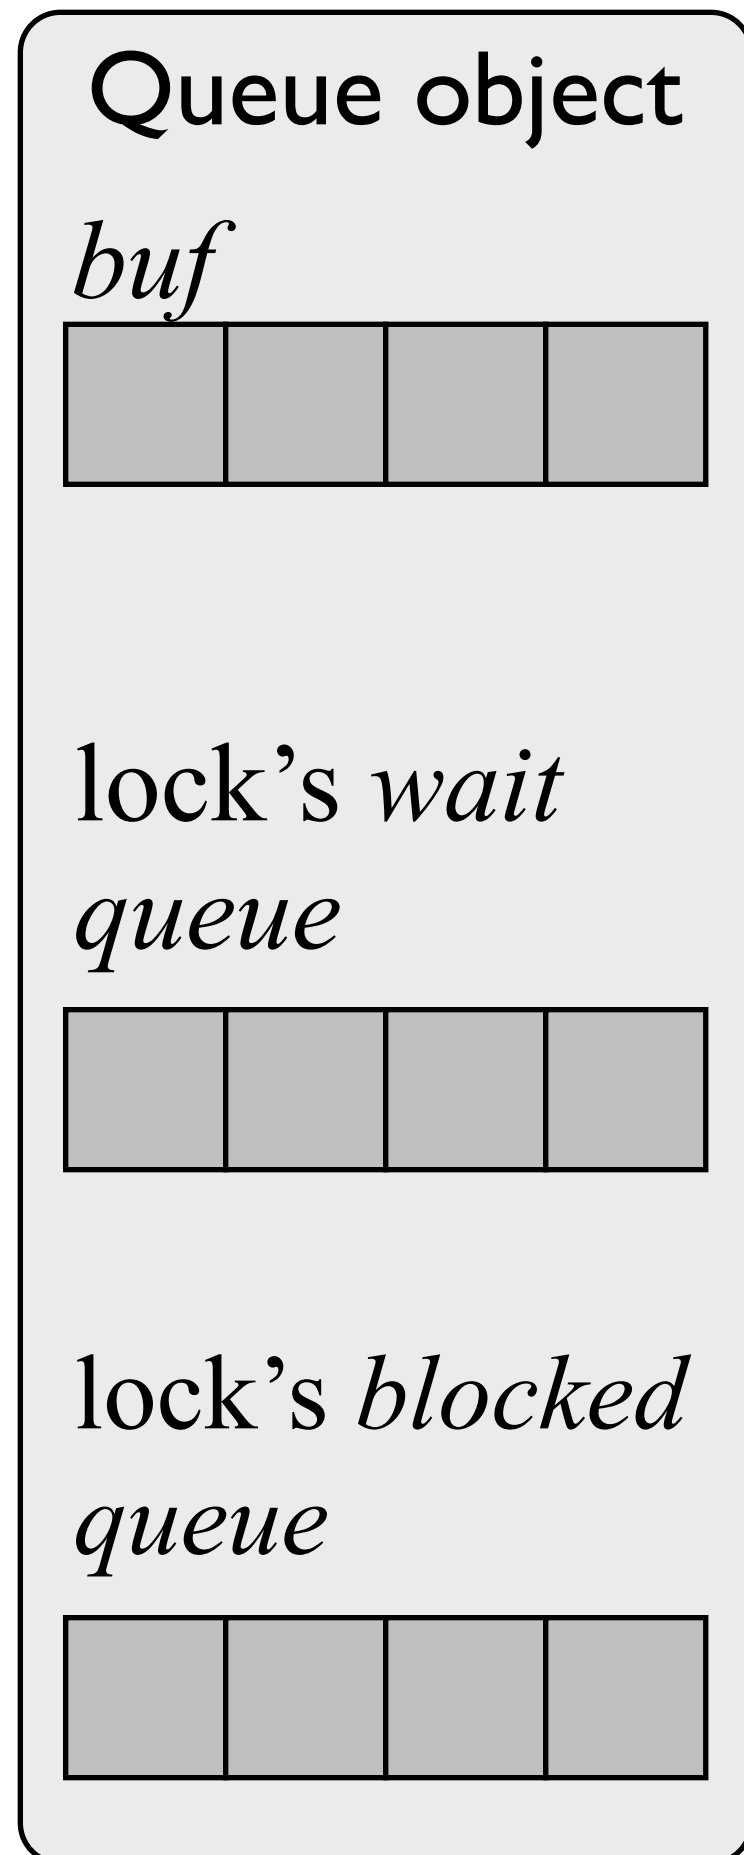 Queue object
buf
lock’s wait
queue
lock’s blocked
queue